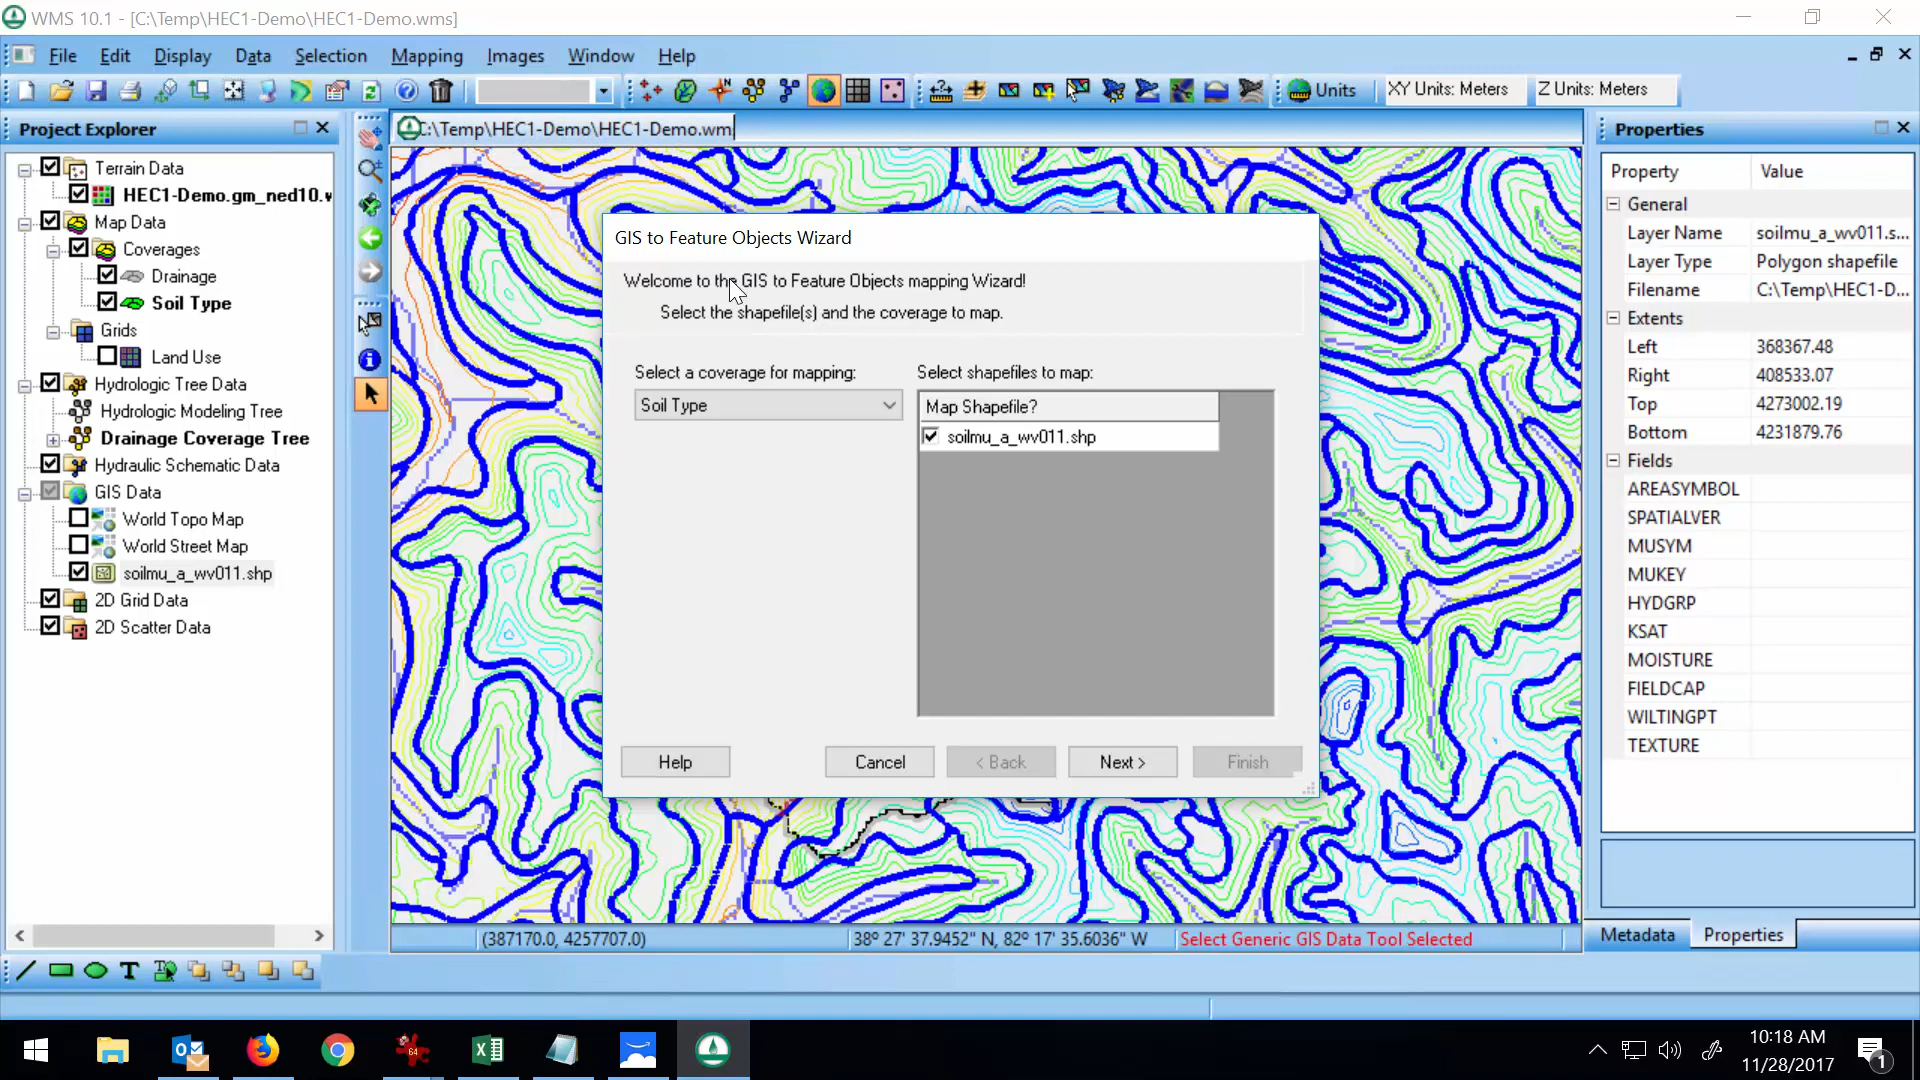 WMS 10.1 - [C:\Temp\HEC1-Demo\HEC1-Demo.wms]
File Edit Display Data Selection Mapping Images Window Help
Units XY Units: Meters Z Units: Meters
Project Explorer
C:\Temp\HEC1-Demo\HEC1-Demo.wm
Properties
Terrain Data
HEC1-Demo.gm_ned10.w
Map Data
Coverages
Drainage
Soil Type
Grids
Land Use
Hydrologic Tree Data
Hydrologic Modeling Tree
Drainage Coverage Tree
Hydraulic Schematic Data
GIS Data
World Topo Map
World Street Map
soilmu_a_wv011.shp
2D Grid Data
2D Scatter Data
GIS to Feature Objects Wizard
Welcome to the GIS to Feature Objects mapping Wizard!
Select the shapefile(s) and the coverage to map.
Select a coverage for mapping:
Soil Type
Select shapefiles to map:
Map Shapefile?
soilmu_a_wv011.shp
Help Cancel < Back Next > Finish
Property Value
General
Layer Name soilmu_a_wv011.s...
Layer Type Polygon shapefile
Filename C:\Temp\HEC1-D...
Extents
Left 368367.48
Right 408533.07
Top 4273002.19
Bottom 4231879.76
Fields
AREASYMBOL
SPATIALVER
MUSYM
MUKEY
HYDGRP
KSAT
MOISTURE
FIELDCAP
WILTINGPT
TEXTURE
Metadata Properties
(387170.0, 4257707.0) 38º 27' 37.9452" N, 82º 17' 35.6036" W Select Generic GIS Data Tool Selected
T
64
10:18 AM
11/28/2017
1